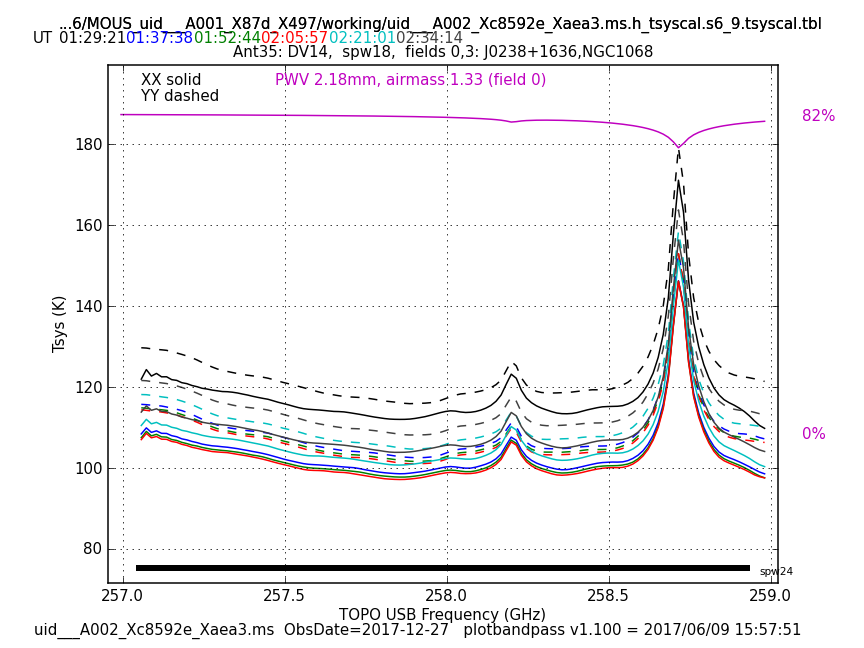 ...6/MOUS_uid___A001_X87d_X497/working/uid___A002_Xc8592e_Xaea3.ms.h_tsyscal.s6_9.tsyscal.tbl
UT 01:29:21 01:37:38 01:52:44 02:05:57 02:21:01 02:34:14
Ant35: DV14, spw18, fields 0,3: J0238+1636,NGC1068
XX solid
PWV 2.18mm, airmass 1.33 (field 0)
YY dashed
82%
180
160
140
120
100
80
0%
Tsys (K)
spw24
257.0 257.5 258.0 258.5 259.0
TOPO USB Frequency (GHz)
uid___A002_Xc8592e_Xaea3.ms ObsDate=2017-12-27 plotbandpass v1.100 = 2017/06/09 15:57:51